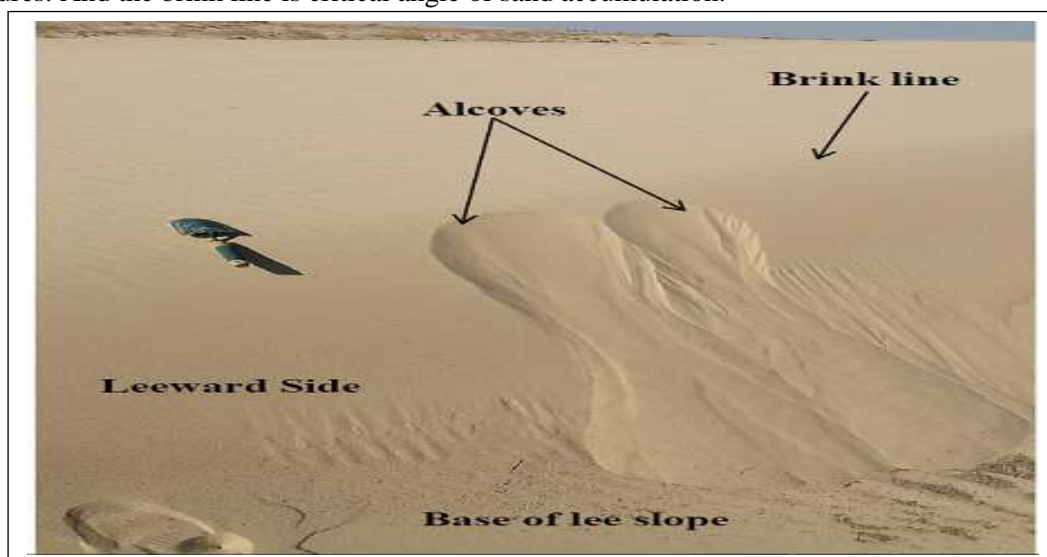 ures. And the brink line is critical angle of sand accumulation.
Brink line
Alcoves
Leeward Side
Base of lee slope